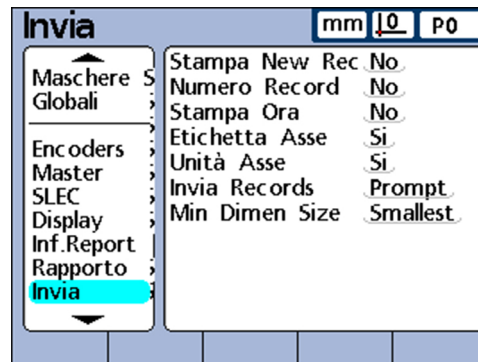 Invia
mm
P0
Maschere S
Globali
Encoders
Master
SLEC
Display
Inf.Report
Rapporto
Invia
Stampa New Rec No
Numero Record No
Stampa Ora No
Etichetta Asse Si
Unità Asse Si
Invia Records Prompt
Min Dimen Size Smallest